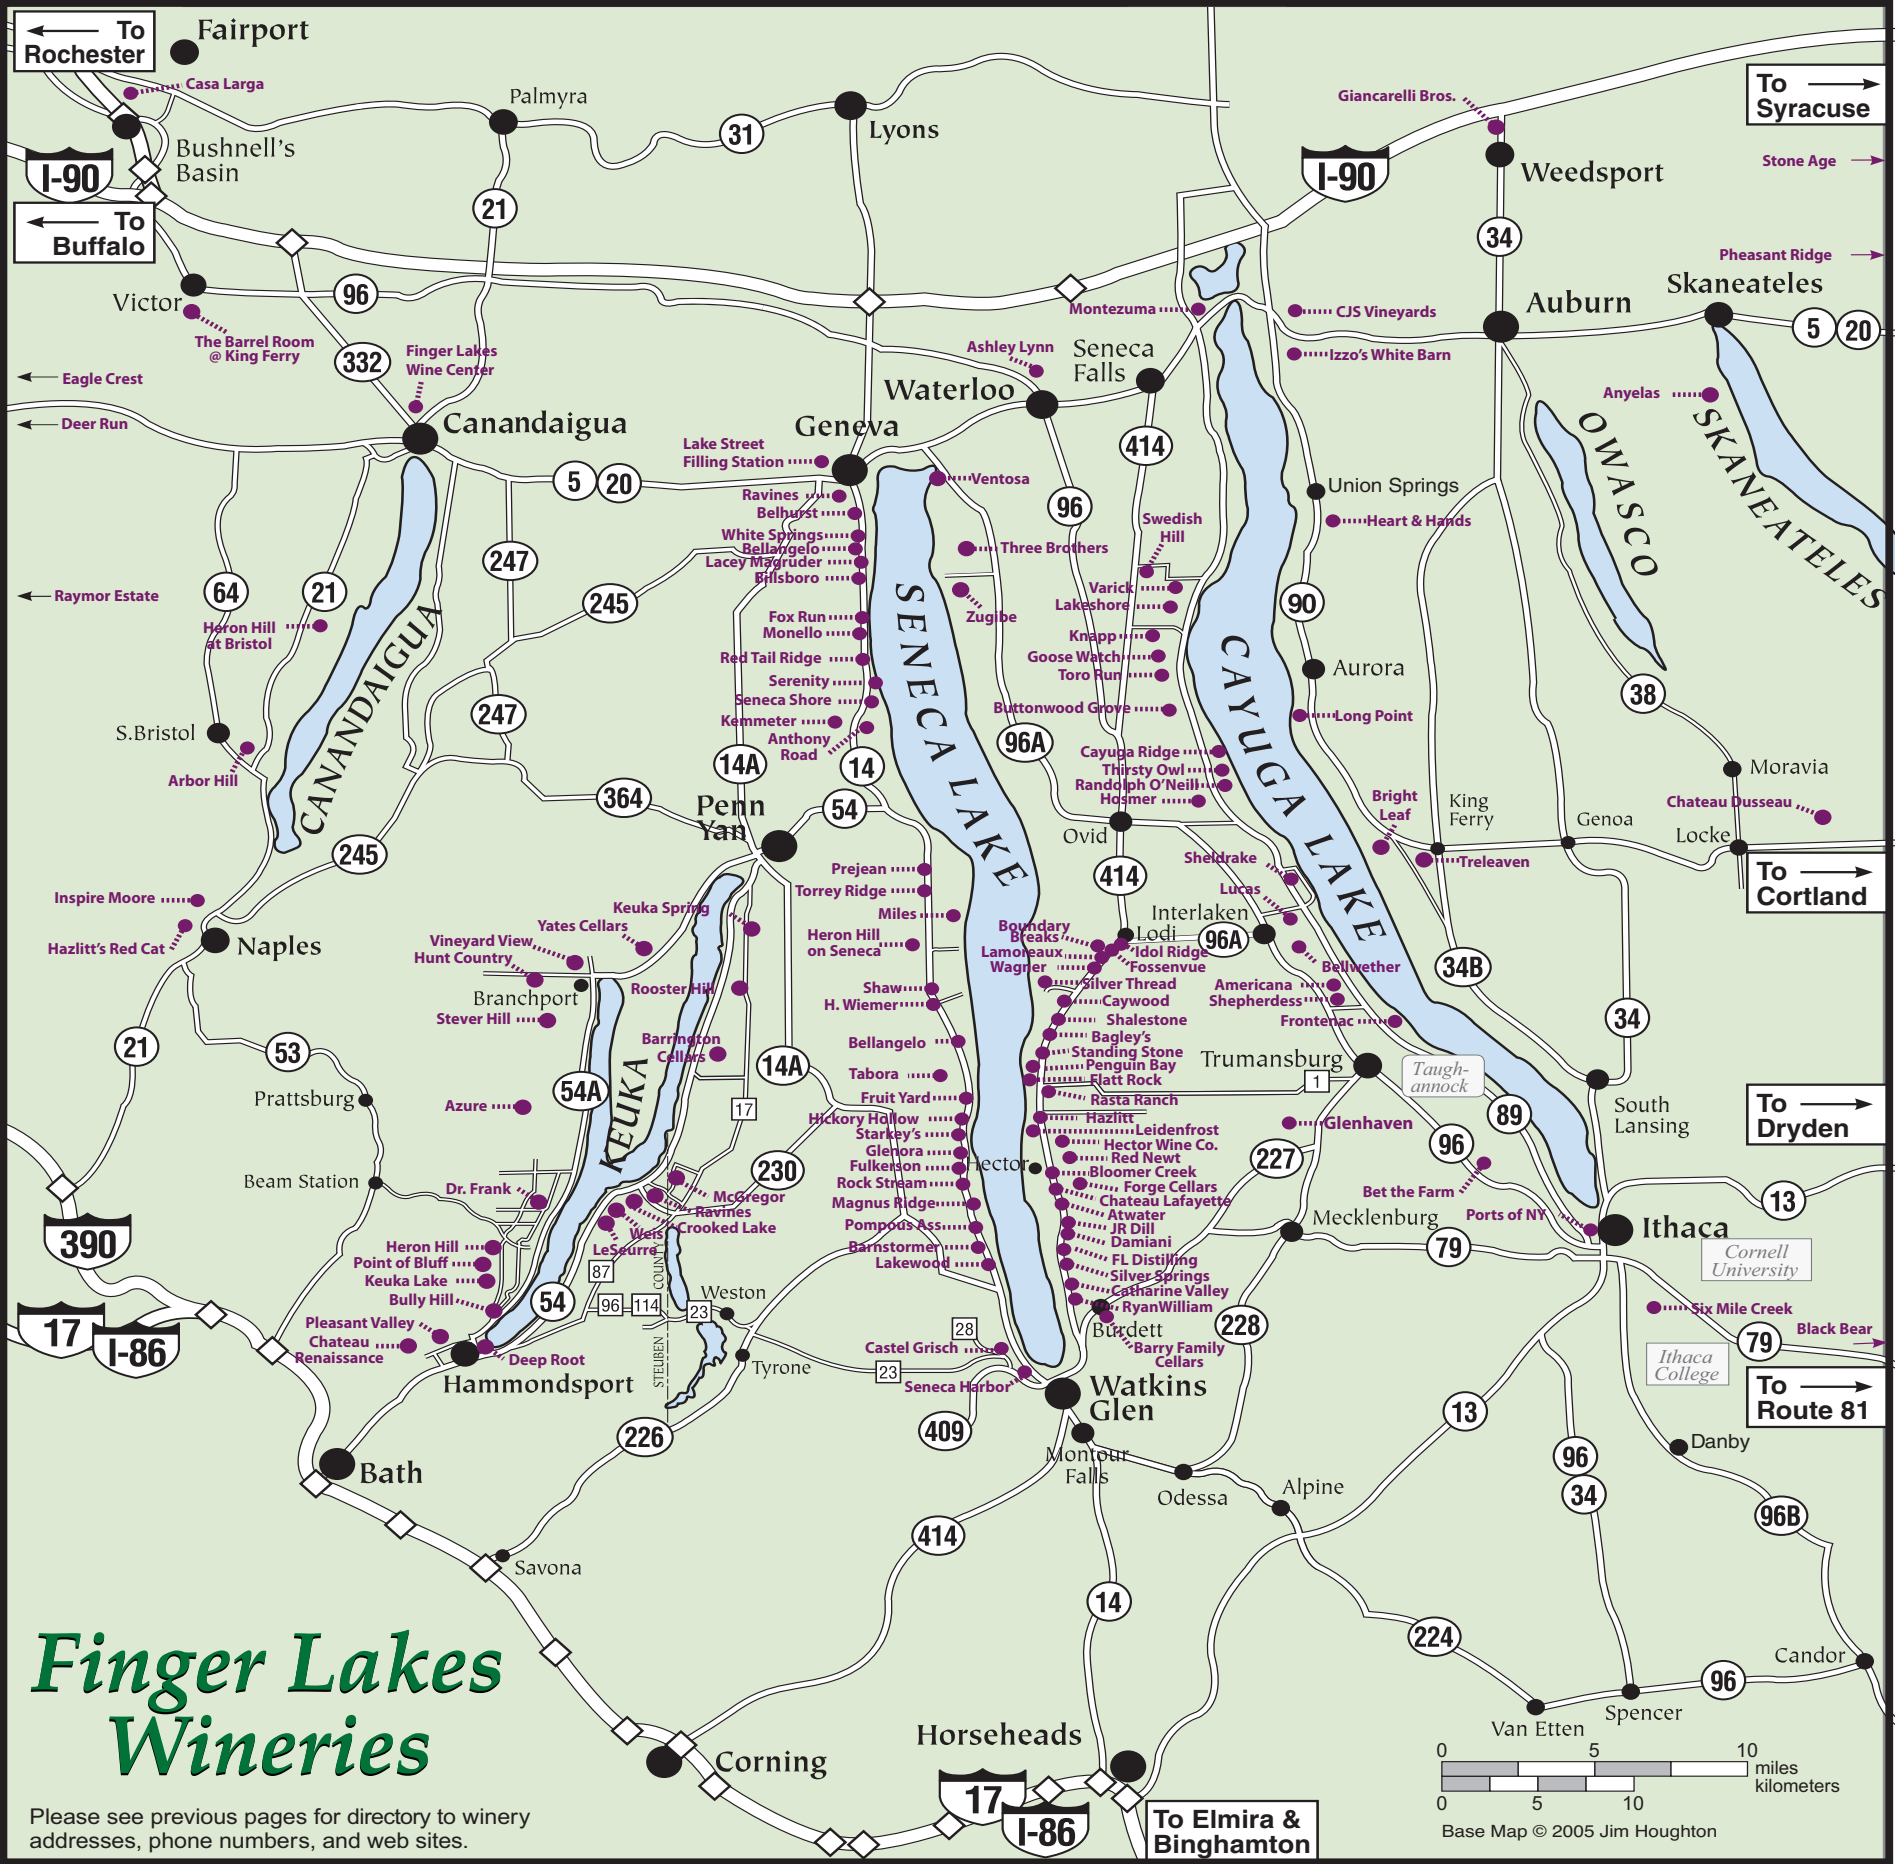 To
Rochester
Fairport
Casa Larga
Bushnell's
Basin
I-90
To
Buffalo
Palmyra
31
Lyons
21
Giancarelli Bros.
To
Syracuse
I-90
Weedsport
Stone Age
34
Pheasant Ridge
Victor
96
The Barrel Room
@ King Ferry
332
Finger Lakes
Wine Center
Montezuma
CJS Vineyards
Izzo's White Barn
Auburn
Skaneateles
5
20
Ashley Lynn
Seneca
Falls
Waterloo
Anyelas
Eagle Crest
Deer Run
Canandaigua
Geneva
Lake Street
Filling Station
5
20
414
Ventosa
96
Union Springs
Heart & Hands
OWASCO
SKANEATELES
Ravines
Belhurst
White Springs
Bellangelo
Lacey Magruder
Billsboro
Three Brothers
Zugibe
Swedish
Hill
Varick
Lakeshore
247
64
21
245
Raymor Estate
Heron Hill
at Bristol
CANANDAIGUA
Fox Run
Monello
Red Tail Ridge
Serenity
Seneca Shore
Kemmeter
Anthony
Road
SENECA LAKE
Knapp
Goose Watch
Toro Run
Buttonwood Grove
CAYUGA LAKE
90
Aurora
Long Point
38
S.Bristol
Arbor Hill
247
14A
14
96A
Cayuga Ridge
Thirsty Owl
Randolph O'Neill
Hosmer
Moravia
Chateau Dusseau
364
Penn
Yan
54
Ovid
Bright
Leaf
King
Ferry
Genoa
Locke
245
Prejean
Torrey Ridge
Miles
414
Sheldrake
Lucas
Treleaven
To
Cortland
Inspire Moore
Hazlitt's Red Cat
Naples
Keuka Spring
Yates Cellars
Vineyard View
Hunt Country
Branchport
Stever Hill
Rooster Hill
Heron Hill
on Seneca
Boundary
Breaks
Lamoreaux
Wagner
Lodi
Idol Ridge
Fossenvue
Interlaken
96A
Bellwether
34B
Shaw
H. Wiemer
Silver Thread
Caywood
Americana
Shepherdess
Frontenac
21
53
Barrington
Cellars
Bellangelo
Shalestone
Bagley's
Standing Stone
Penguin Bay
Flatt Rock
34
Trumansburg
Taugh-
annock
Prattsburg
54A
KEUKA
14A
Tabora
Azure
17
Fruit Yard
Hickory Hollow
Starkey's
Glenora
Fulkerson
Rock Stream
Magnus Ridge
Pompous Ass
Barnstormer
Lakewood
1
Rasta Ranch
Hazlitt
Leidenfrost
Hector Wine Co.
Red Newt
Bloomer Creek
Forge Cellars
Chateau Lafayette
Atwater
JR Dill
Damiani
FL Distilling
Silver Springs
Catharine Valley
RyanWilliam
Hector
Glenhaven
89
South
Lansing
To
Dryden
Beam Station
230
227
96
Bet the Farm
13
Dr. Frank
McGregor
Ravines
Crooked Lake
Weis
LeSeurre
Ports of NY
Ithaca
390
Heron Hill
Point of Bluff
Keuka Lake
Bully Hill
87
COUNTY
Mecklenburg
79
Cornell
University
17
I-86
Pleasant Valley
Chateau
Renaissance
54
96
114
23
Weston
STEUBEN
28
Castel Grisch
Burdett
Barry Family
Cellars
228
Six Mile Creek
79
Black Bear
Ithaca
College
Deep Root
Hammondsport
Tyrone
23
Seneca Harbor
Watkins
Glen
To
Route 81
226
409
13
Danby
Bath
Montour
Falls
Odessa
Alpine
96
34
96B
Savona
414
14
224
Candor
96
Van Etten
Spencer
Finger Lakes
Wineries
Corning
Horseheads
17
I-86
To Elmira &
Binghamton
0 5 10
miles
kilometers
0 5 10
Base Map © 2005 Jim Houghton
Please see previous pages for directory to winery
addresses, phone numbers, and web sites.